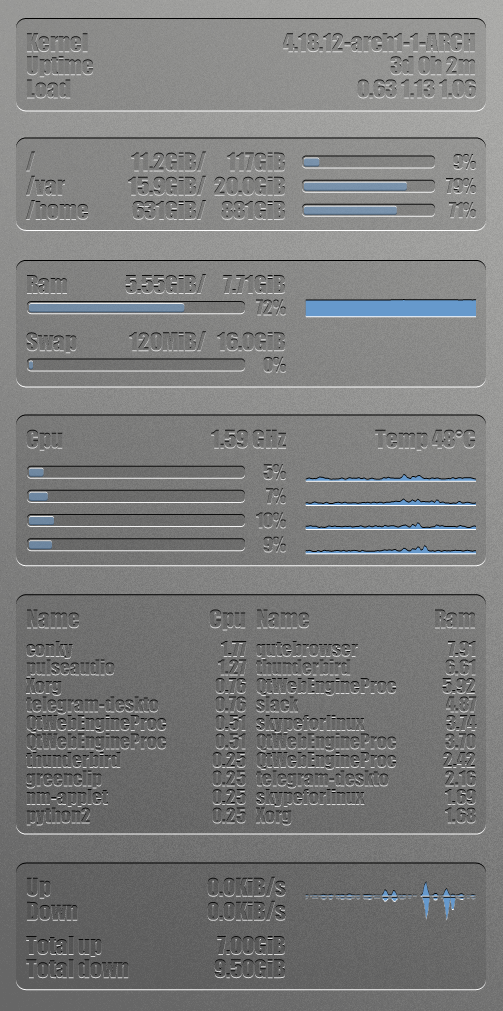 Kernel 4.18.12-arch1-1-ARCH
Uptime 3d 0h 2m
Load 0.63 1.13 1.06
/ 11.2GiB/ 117GiB 9%
/var 15.9GiB/ 20.0GiB 79%
/home 631GiB/ 881GiB 71%
Ram 5.55GiB/ 7.71GiB
72%
Swap 120MiB/ 16.0GiB
0%
Cpu 1.59 GHz Temp 48°C
5%
7%
10%
9%
Name Cpu Name Ram
conky 1.77 qutebrowser 7.91
pulseaudio 1.27 thunderbird 6.61
Xorg 0.76 QtWebEngineProc 5.92
telegram-deskto 0.76 slack 4.87
QtWebEngineProc 0.51 skypeforlinux 3.74
QtWebEngineProc 0.51 QtWebEngineProc 3.70
thunderbird 0.25 QtWebEngineProc 2.42
greenclip 0.25 telegram-deskto 2.16
nm-applet 0.25 skypeforlinux 1.69
python2 0.25 Xorg 1.68
Up 0.0KiB/s
Down 0.0KiB/s
Total up 7.00GiB
Total down 9.50GiB